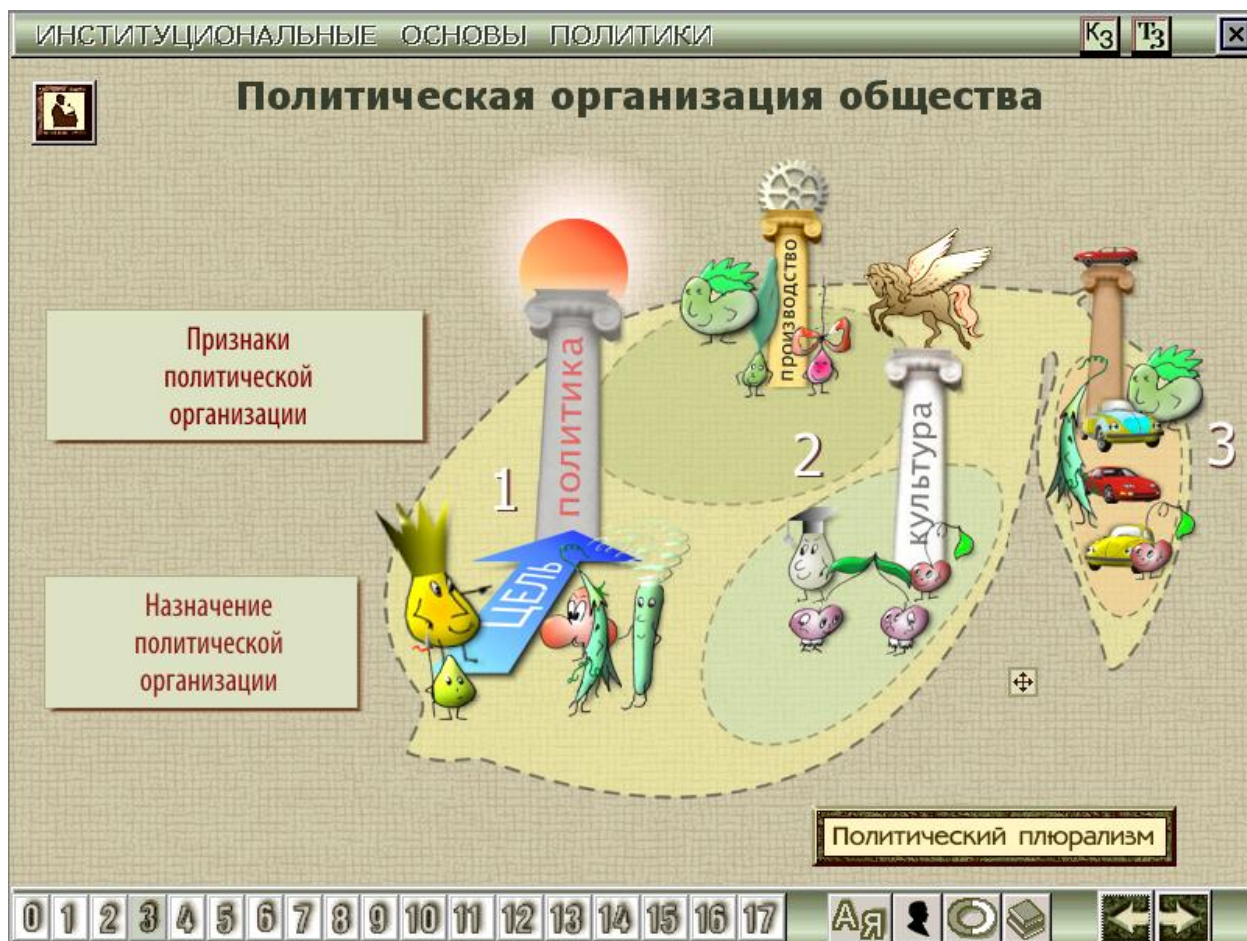 ИНСТИТУЦИОНАЛЬНЫЕ ОСНОВЫ ПОЛИТИКИ
КЗ
ТЗ
Политическая организация общества
Признаки
политической
организации
Назначение
политической
организации
1
политика
ЦЕЛЬ
производство
2
культура
3
Политический плюрализм
0 1 2 3 4 5 6 7 8 9 10 11 12 13 14 15 16 17
Ая